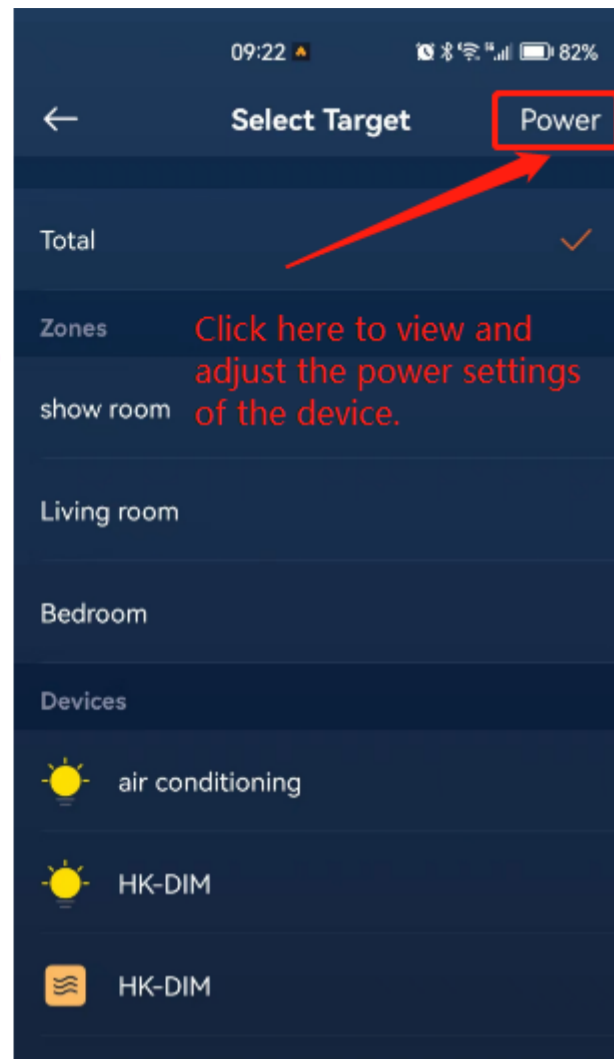 09:22 82%
Select Target Power
Total
Zones
Click here to view and
adjust the power settings
show room
of the device.
Living room
Bedroom
Devices
air conditioning
HK-DIM
HK-DIM